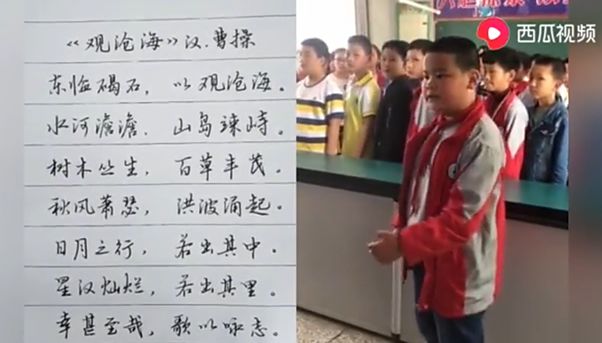 《观沧海》汉.曹操
东临碣石，以观沧海。
水河澹澹，山岛竦峙。
树木丛生，百草丰茂。
秋风萧瑟，洪波涌起。
日月之行，若出其中。
星汉灿烂，若出其里。
幸甚至哉，歌以咏志。
西瓜视频